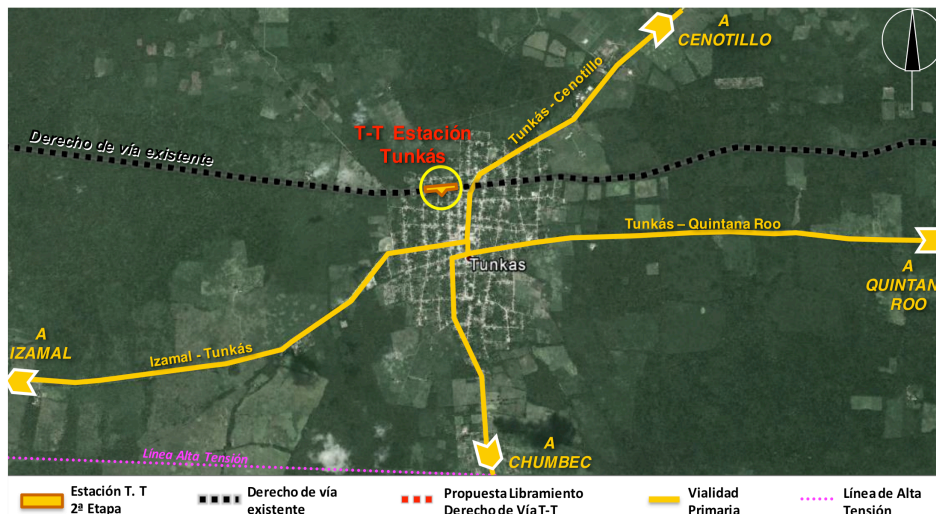 A
CENOTILLO
Tunkás - Cenotillo
T-T Estación
Tunkás
Derecho de vía existente
Tunkás – Quintana Roo
Tunkas
A
QUINTAN
ROO
A
IZAMAL
Izamal - Tunkás
Línea Alta Tensión
A
CHUMBEC
Estación T. T
2ª Etapa
Derecho de vía
existente
Propuesta Libramiento
Derecho de Vía T-T
Vialidad
Primaria
Línea de Alta
Tensión